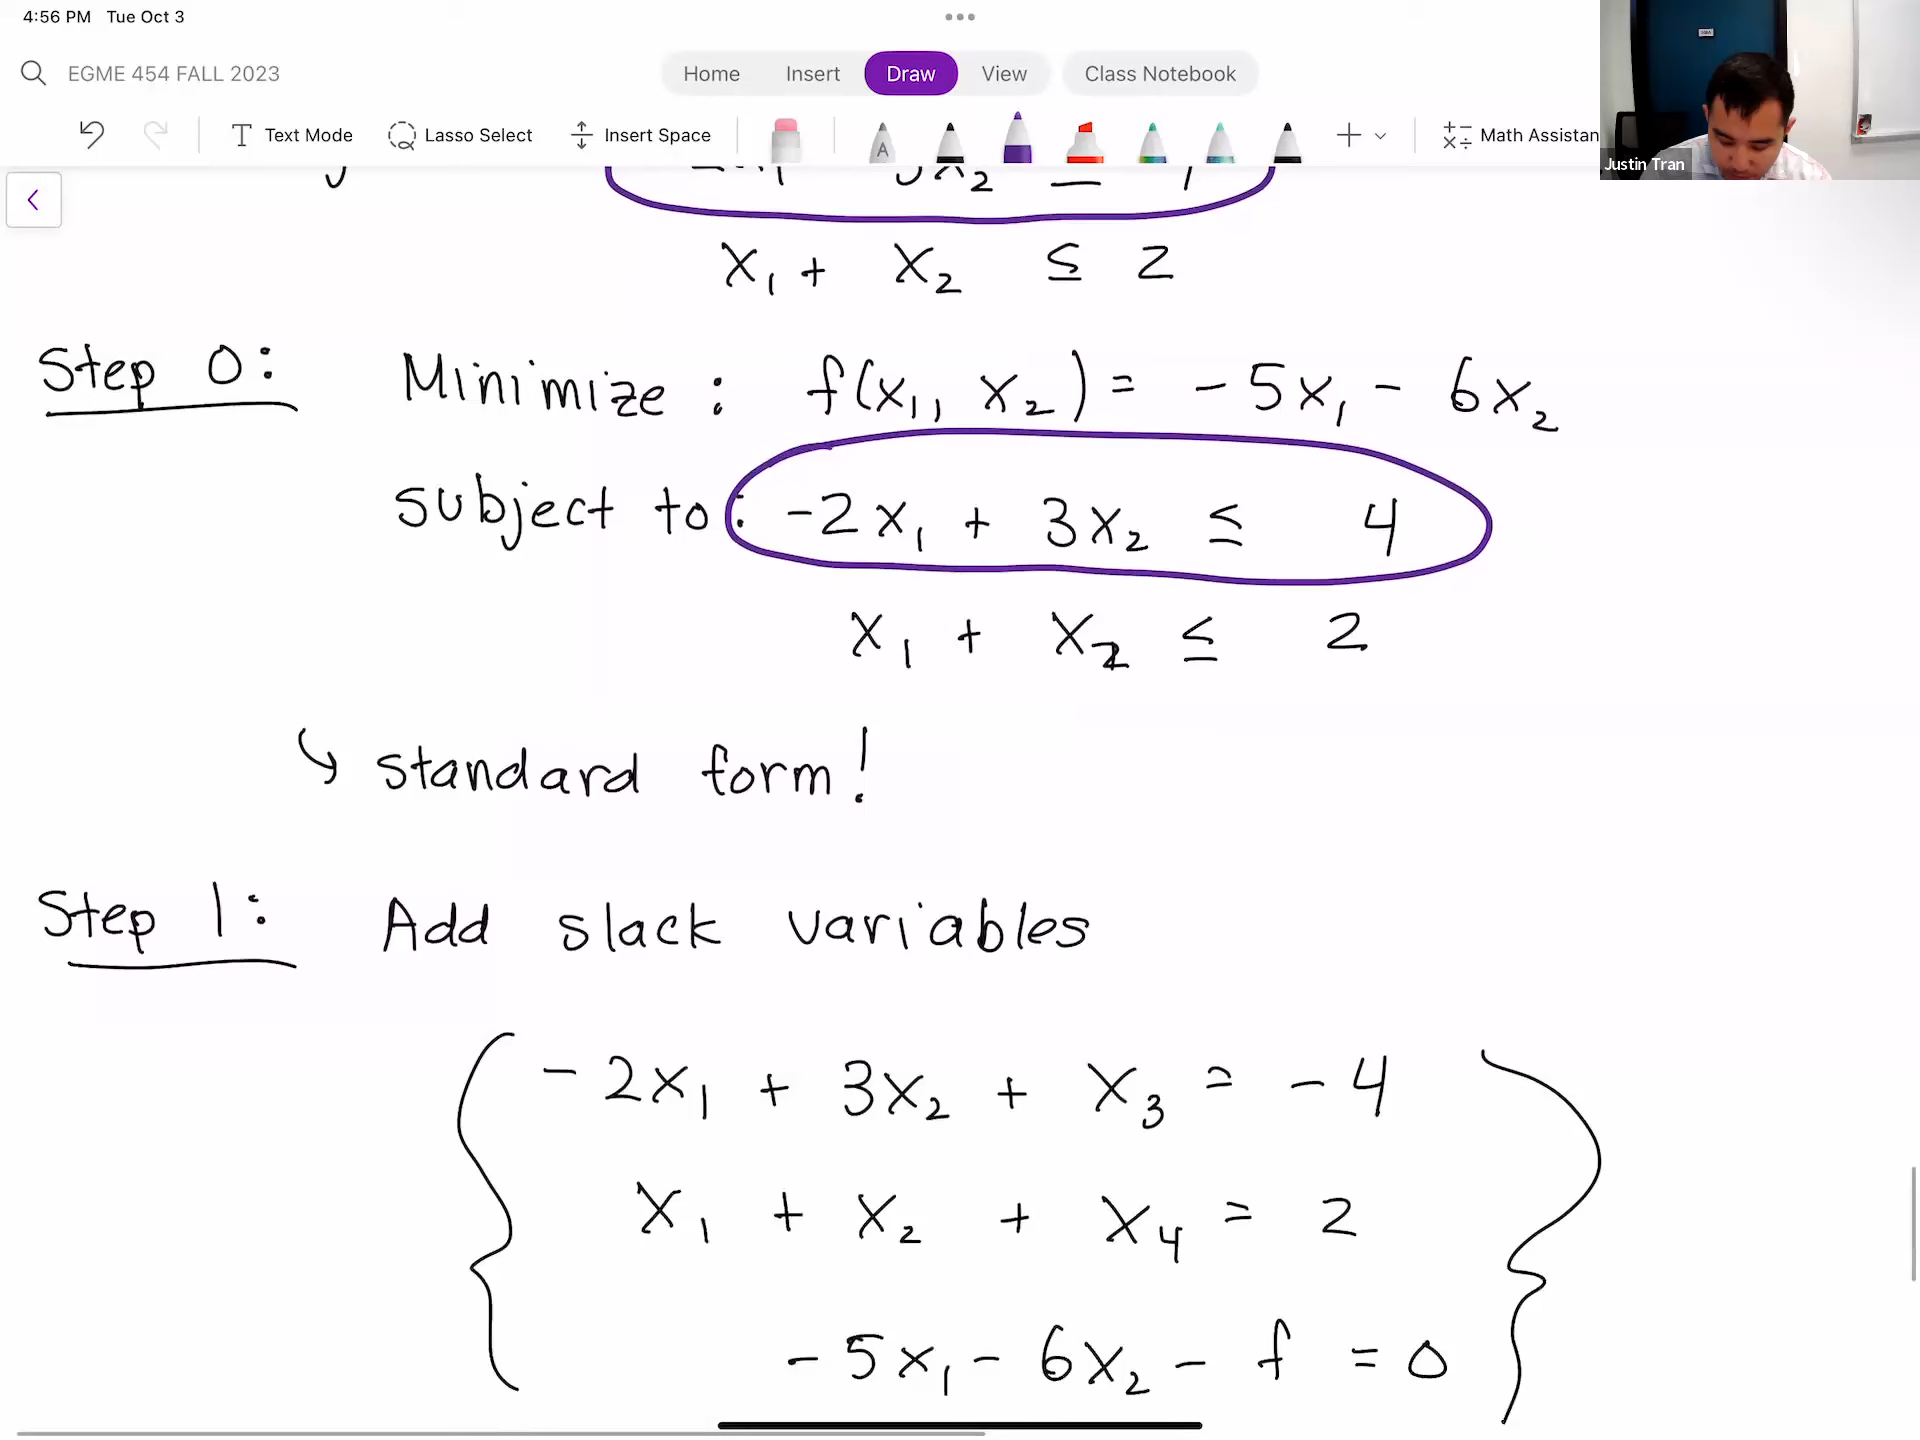 4:56 PM Tue Oct 3
EGME 454 FALL 2023
Home Insert Draw View Class Notebook
Text Mode Lasso Select Insert Space A Math Assistan
Justin Tran
x₂ ≤
x₁ + x₂ ≤ 2
Step 0: Minimize : f(x₁, x₂) = -5x₁ - 6x₂
subject to: -2x₁ + 3x₂ ≤ 4
x₁ + x₂ ≤ 2
↳ standard form!
Step 1: Add slack variables
-2x₁ + 3x₂ + x₃ = -4
x₁ + x₂ + x₄ = 2
-5x₁ - 6x₂ - f = 0